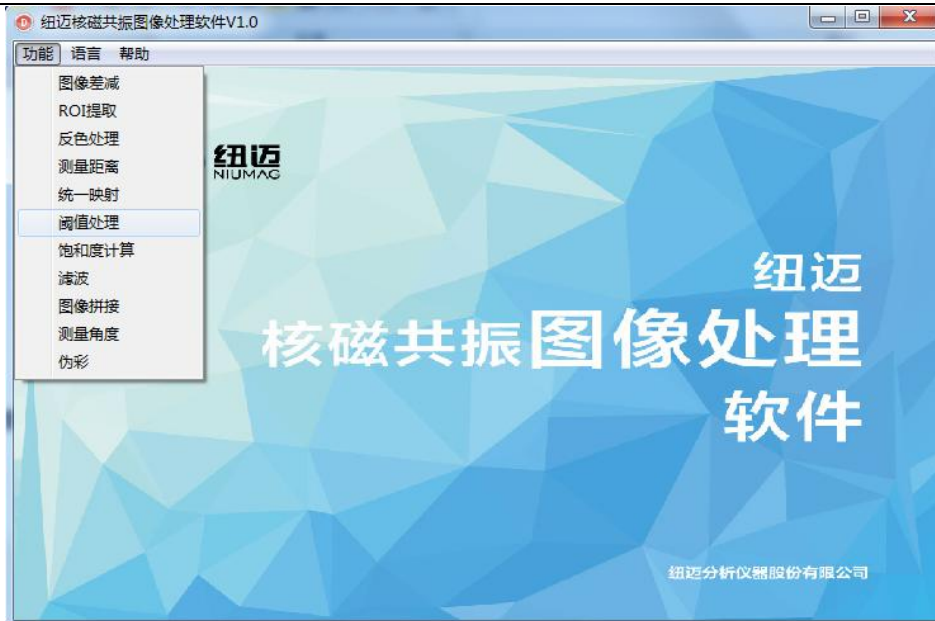 纽迈核磁共振图像处理软件V1.0
功能 语言 帮助
图像差减
ROI提取
反色处理
测量距离
统一映射
阈值处理
饱和度计算
滤波
图像拼接
测量角度
伪彩
纽迈
NIUMAG
纽迈
核磁共振图像处理
软件
纽迈分析仪器股份有限公司